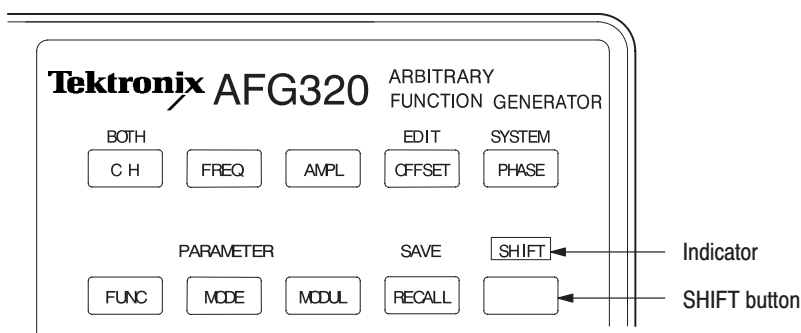 Tektronix AFG320 ARBITRARY
FUNCTION GENERATOR
BOTH EDIT SYSTEM
CH FREQ AMPL OFFSET PHASE
PARAMETER SAVE SHIFT Indicator
FUNC MODE MODUL RECALL SHIFT button